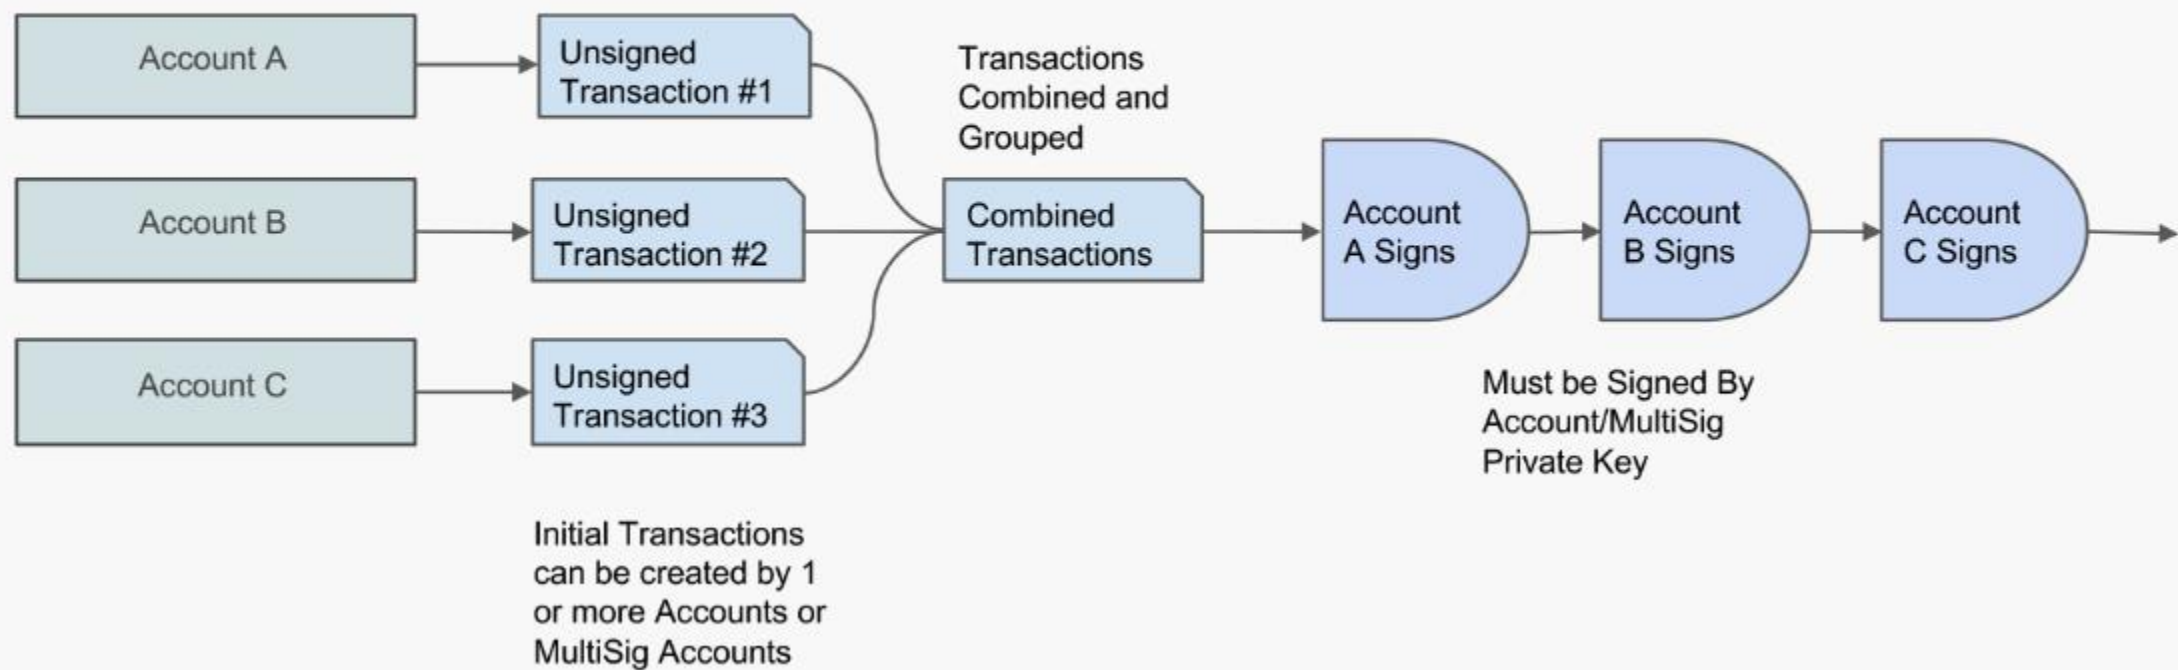 Account A
Unsigned
Transaction #1
Transactions
Combined and
Grouped
Account B
Unsigned
Transaction #2
Combined
Transactions
Account
A Signs
Account
B Signs
Account
C Signs
Account C
Unsigned
Transaction #3
Must be Signed By
Account/MultiSig
Private Key
Initial Transactions
can be created by 1
or more Accounts or
MultiSig Accounts